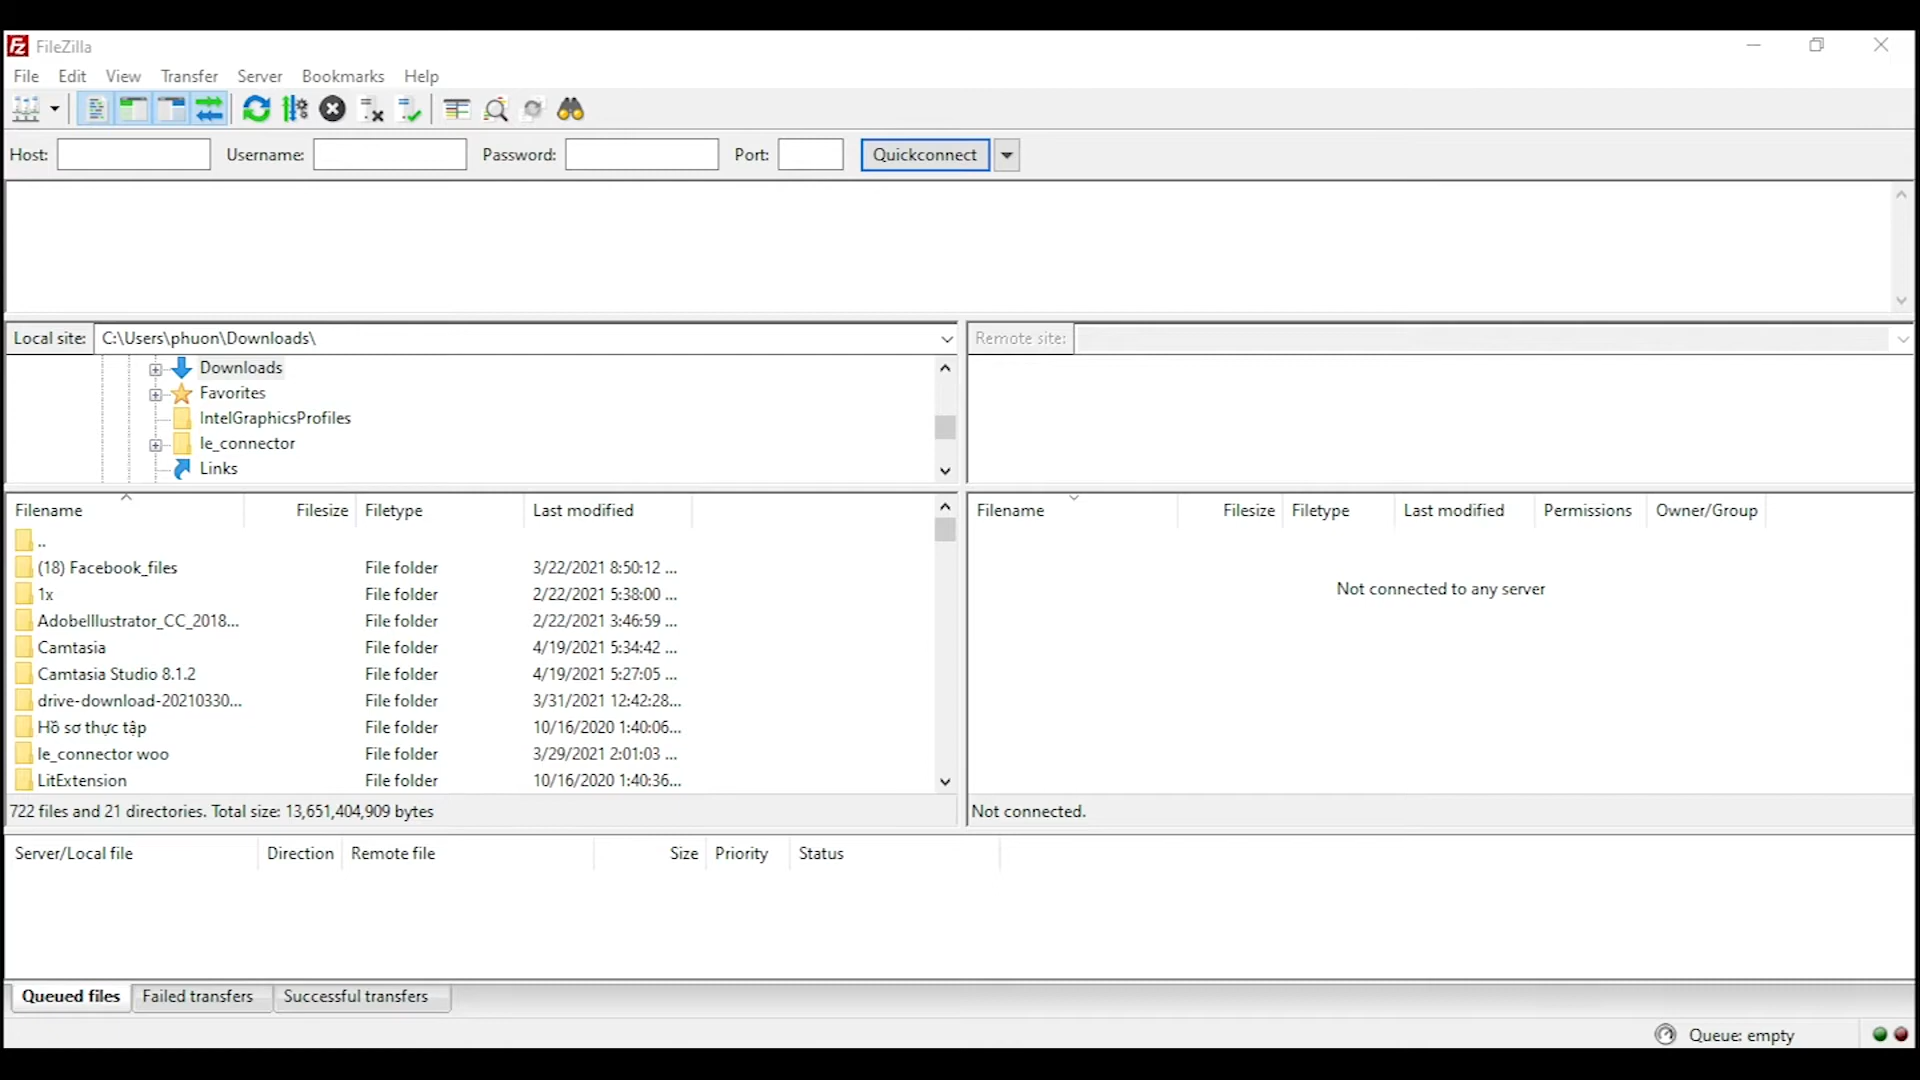 FileZilla
File Edit View Transfer Server Bookmarks Help
Host: Username: Password: Port: Quickconnect
Local site: C:\Users\phuon\Downloads\
Remote site:
Downloads
Favorites
IntelGraphicsProfiles
le_connector
Links
Filename Filesize Filetype Last modified
..
(18) Facebook_files File folder 3/22/2021 8:50:12 ...
1x File folder 2/22/2021 5:38:00 ...
AdobeIllustrator_CC_2018... File folder 2/22/2021 3:46:59 ...
Camtasia File folder 4/19/2021 5:34:42 ...
Camtasia Studio 8.1.2 File folder 4/19/2021 5:27:05 ...
drive-download-20210330... File folder 3/31/2021 12:42:28...
Hồ sơ thực tập File folder 10/16/2020 1:40:06...
le_connector woo File folder 3/29/2021 2:01:03 ...
LitExtension File folder 10/16/2020 1:40:36...
722 files and 21 directories. Total size: 13,651,404,909 bytes
Filename Filesize Filetype Last modified Permissions Owner/Group
Not connected to any server
Not connected.
Server/Local file Direction Remote file Size Priority Status
Queued files Failed transfers Successful transfers
Queue: empty